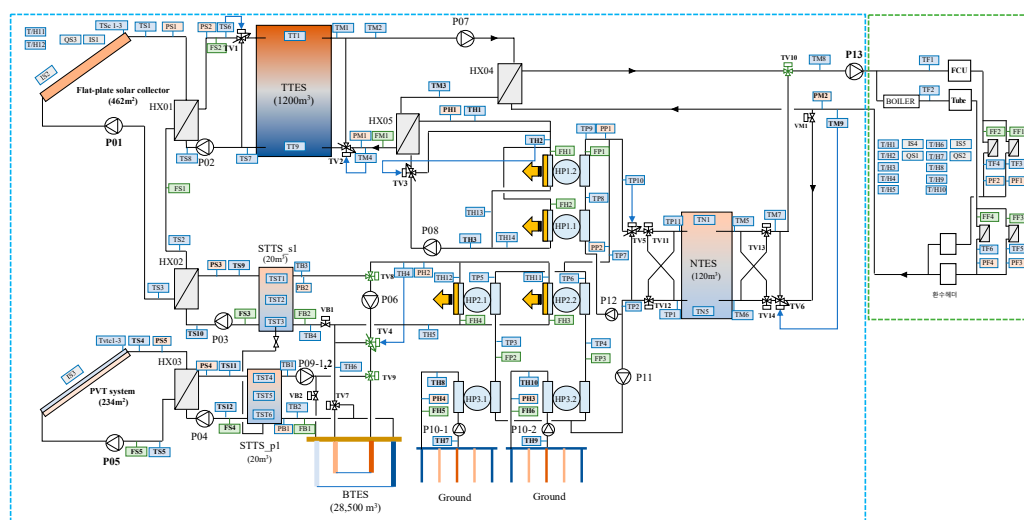 T/H11
T/H12
TSc 1-3
TS1
PS1
QS3
IS1
IS2
Flat-plate solar collector
(462m²)
P01
PS2
TS6
FS2
TV1
HX01
P02
TS8
TS7
TT1
TTES
(1200m³)
TT9
TM1
TM2
P07
HX04
TM3
HX05
PM1
FM1
TV2
TM4
PH1
TH1
TV3
TH2
P08
TH3
TH13
TH14
FH1
HP1.2
FP1
TP9
PP1
TP8
FH2
HP1.1
PP2
TP7
TP10
TV5
TV11
TP11
TN1
NTES
(120m³)
TN5
TM5
TM6
TM7
TV13
TV12
TV14
TV6
TP1
TP2
P12
P11
TV10
TM8
P13
PM2
VM1
TM9
FS1
TS2
HX02
TS3
PS3
TS9
TS10
P03
FS3
STTS_s1
(20m³)
TST1
TST2
TST3
TB3
PB2
FB2
VB1
TB4
TV8
P06
TV4
TV9
TH4
PH2
TH5
TH6
TH12
TP5
HP2.1
FH4
TH11
TP6
HP2.2
FH3
TP3
FP2
TP4
FP3
Tvtc1-3
TS4
PS5
IS3
PVT system
(234m²)
P05
FS5
TS5
HX03
PS4
TS11
TS12
P04
FS4
TST4
TST5
TST6
STTS_p1
(20m³)
TB1
P09-1,2
VB2
TB2
PB1
FB1
TV7
BTES
(28,500 m³)
TH8
PH4
FH5
HP3.1
P10-1
TH7
Ground
TH10
PH3
FH6
HP3.2
P10-2
TH9
Ground
TF1
FCU
TF2
BOILER
Tube
T/H1
T/H2
T/H3
T/H4
T/H5
IS4
QS1
T/H6
T/H7
T/H8
T/H9
T/H10
IS5
QS2
FF2
FF1
TF4
TF3
PF2
PF1
FF4
TF6
TF5
PF4
PF3
환수헤더